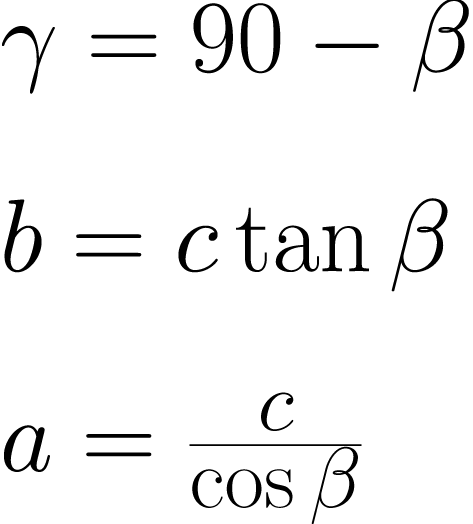 γ = 90 − β
b = c tan β
a = c / cos β